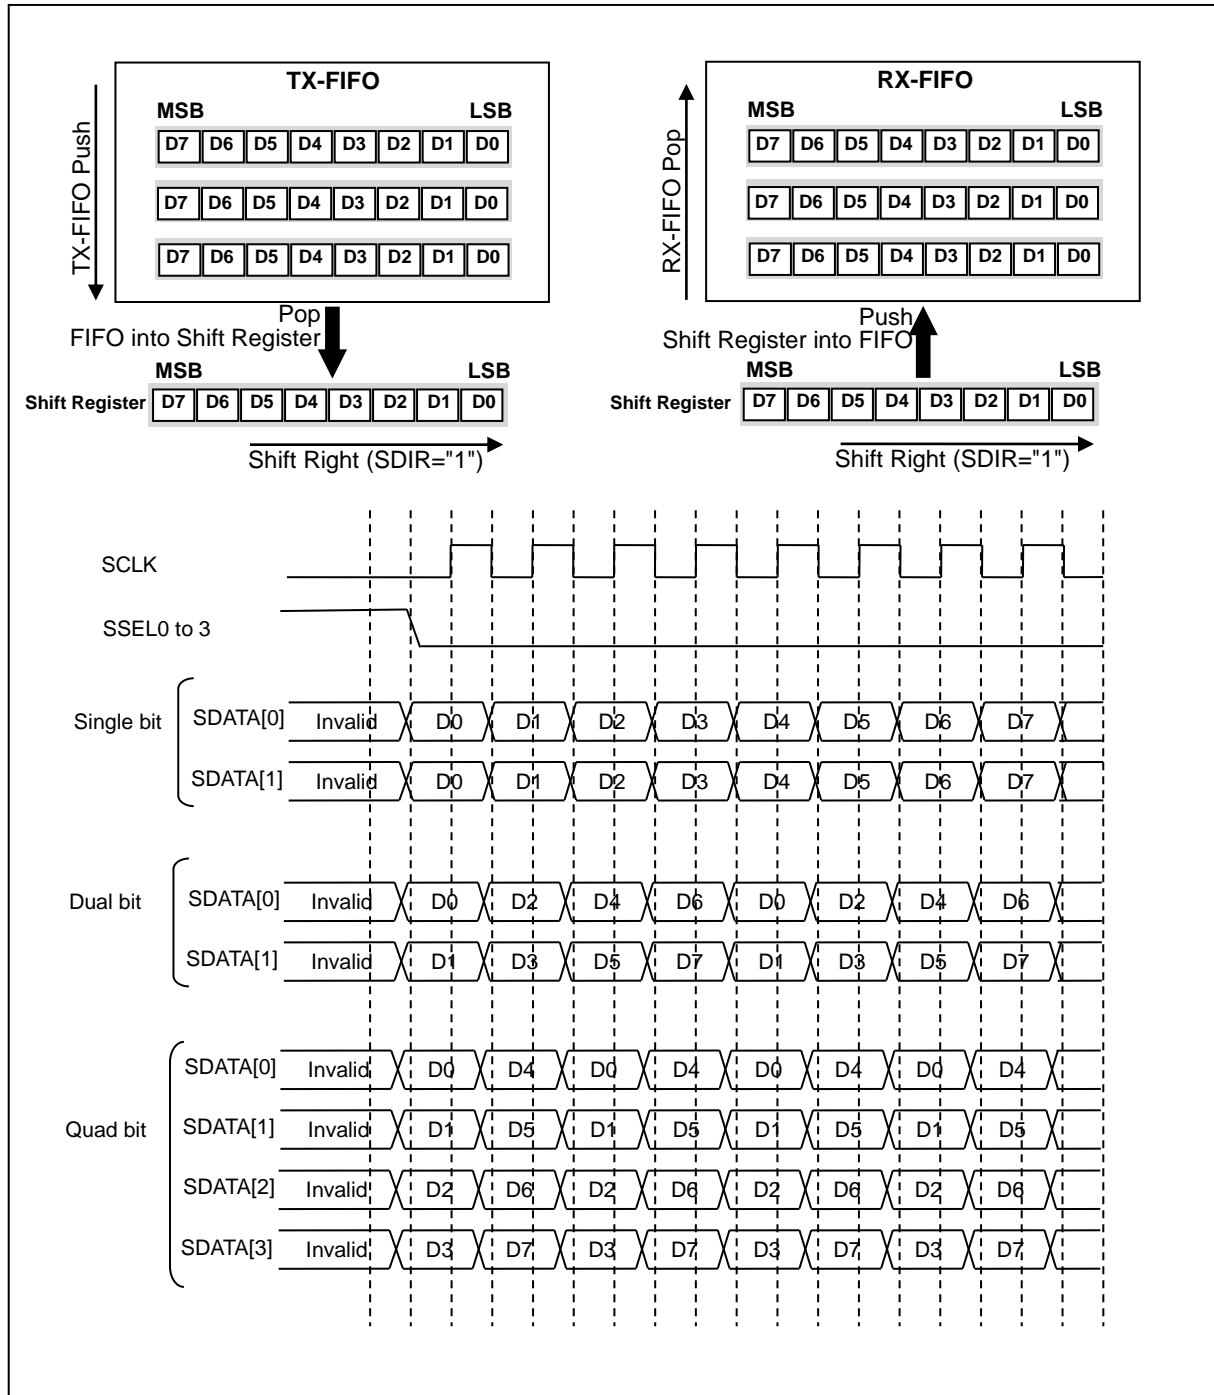 TX-FIFO
MSB LSB
D7 D6 D5 D4 D3 D2 D1 D0
D7 D6 D5 D4 D3 D2 D1 D0
D7 D6 D5 D4 D3 D2 D1 D0
TX-FIFO Push
Pop
FIFO into Shift Register
MSB LSB
Shift Register D7 D6 D5 D4 D3 D2 D1 D0
Shift Right (SDIR="1")
RX-FIFO
MSB LSB
D7 D6 D5 D4 D3 D2 D1 D0
D7 D6 D5 D4 D3 D2 D1 D0
D7 D6 D5 D4 D3 D2 D1 D0
RX-FIFO Pop
Push
Shift Register into FIFO
MSB LSB
Shift Register D7 D6 D5 D4 D3 D2 D1 D0
Shift Right (SDIR="1")
SCLK
SSEL0 to 3
Single bit
SDATA[0] Invalid D0 D1 D2 D3 D4 D5 D6 D7
SDATA[1] Invalid D0 D1 D2 D3 D4 D5 D6 D7
Dual bit
SDATA[0] Invalid D0 D2 D4 D6 D0 D2 D4 D6
SDATA[1] Invalid D1 D3 D5 D7 D1 D3 D5 D7
Quad bit
SDATA[0] Invalid D0 D4 D0 D4 D0 D4 D0 D4
SDATA[1] Invalid D1 D5 D1 D5 D1 D5 D1 D5
SDATA[2] Invalid D2 D6 D2 D6 D2 D6 D2 D6
SDATA[3] Invalid D3 D7 D3 D7 D3 D7 D3 D7